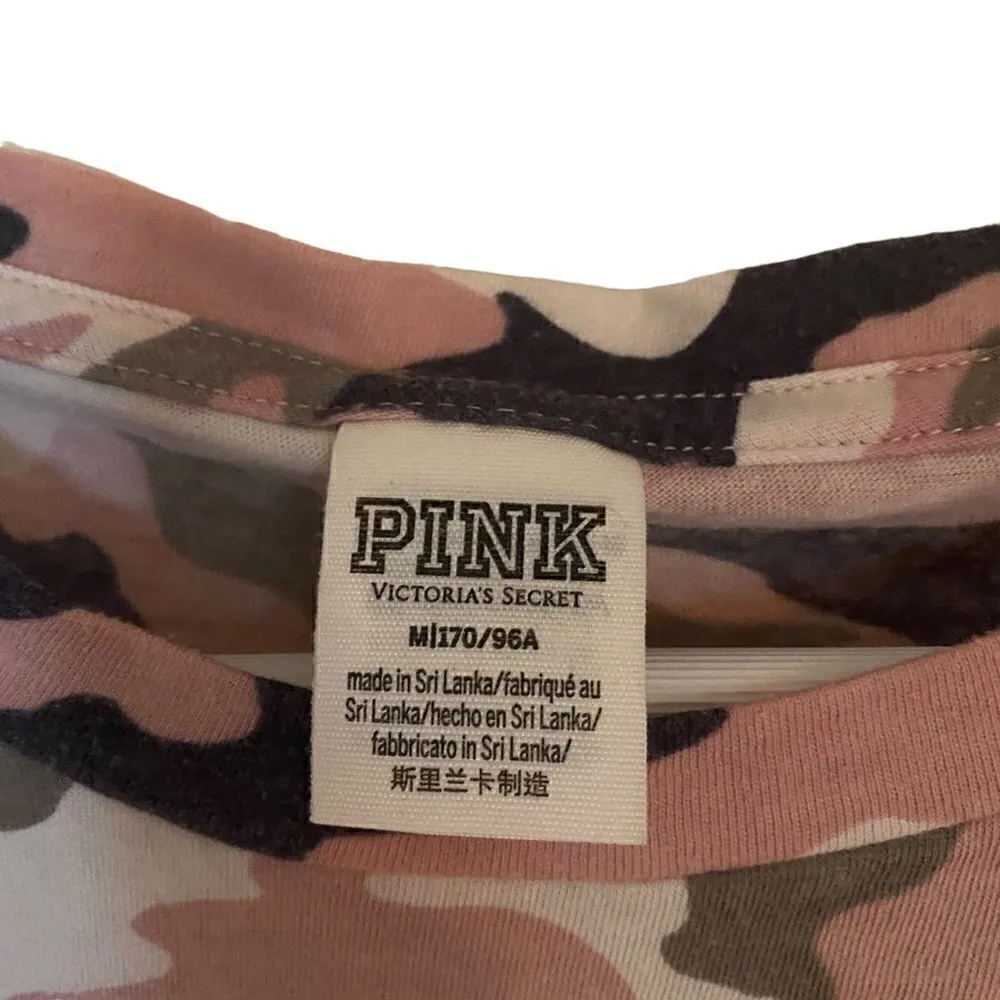 PINK
VICTORIA'S SECRET
M|170/96A
made in Sri Lanka/fabriqué au
Sri Lanka/hecho en Sri Lanka/
fabbricato in Sri Lanka/
斯里兰卡制造